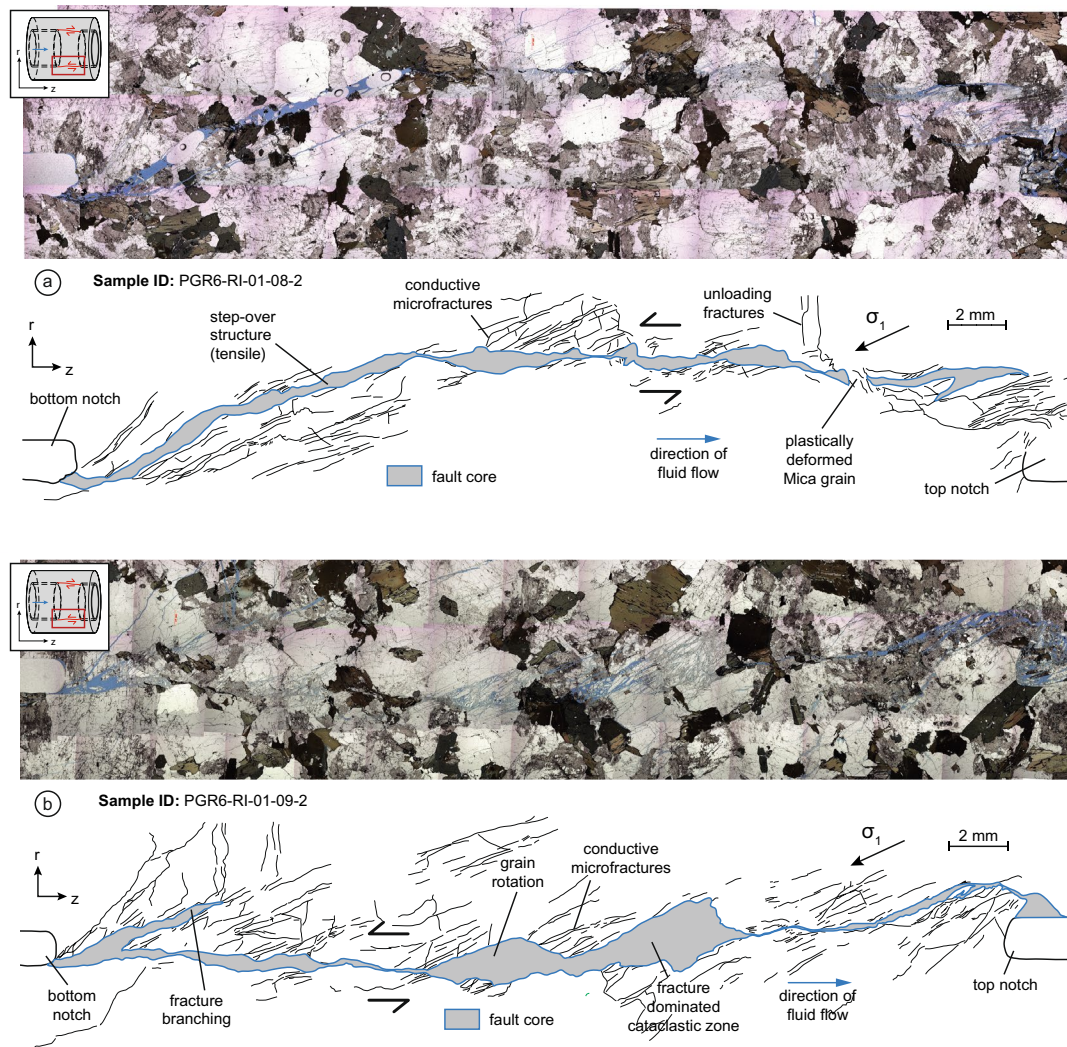 r
z
a
Sample ID: PGR6-RI-01-08-2
conductive
microfractures
unloading
fractures
σ1
2 mm
step-over
structure
(tensile)
r
z
bottom notch
direction of
fluid flow
plastically
deformed
Mica grain
fault core
top notch
r
z
b
Sample ID: PGR6-RI-01-09-2
σ1
2 mm
conductive
microfractures
grain
rotation
r
z
bottom
notch
fracture
branching
fault core
fracture
dominated
cataclastic zone
direction of
fluid flow
top notch